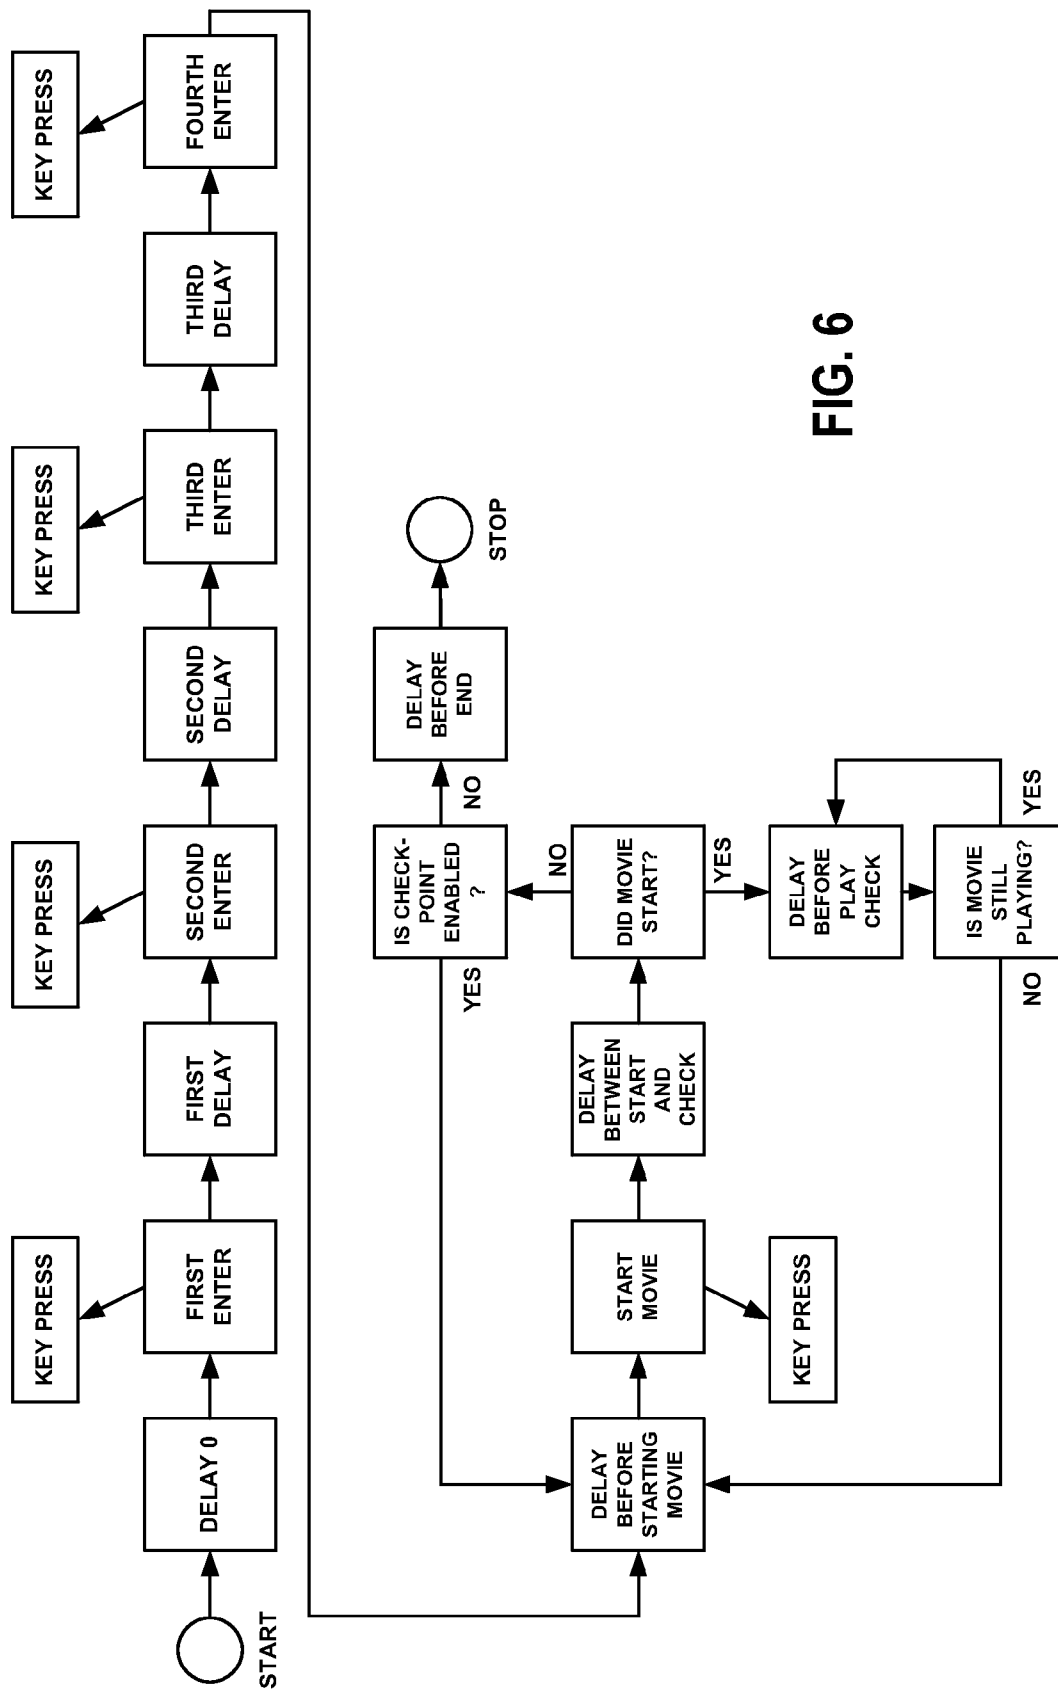 KEY PRESS
KEY PRESS
KEY PRESS
KEY PRESS
START
DELAY 0
FIRST
ENTER
FIRST
DELAY
SECOND
ENTER
SECOND
DELAY
THIRD
ENTER
THIRD
DELAY
FOURTH
ENTER
IS CHECK-
POINT
ENABLED
?
YES
NO
DELAY
BEFORE
END
STOP
DELAY
BEFORE
STARTING
MOVIE
START
MOVIE
DELAY
BETWEEN
START
AND
CHECK
NO
DID MOVIE
START?
YES
KEY PRESS
DELAY
BEFORE
PLAY
CHECK
IS MOVIE
STILL
PLAYING?
NO
YES
FIG. 6